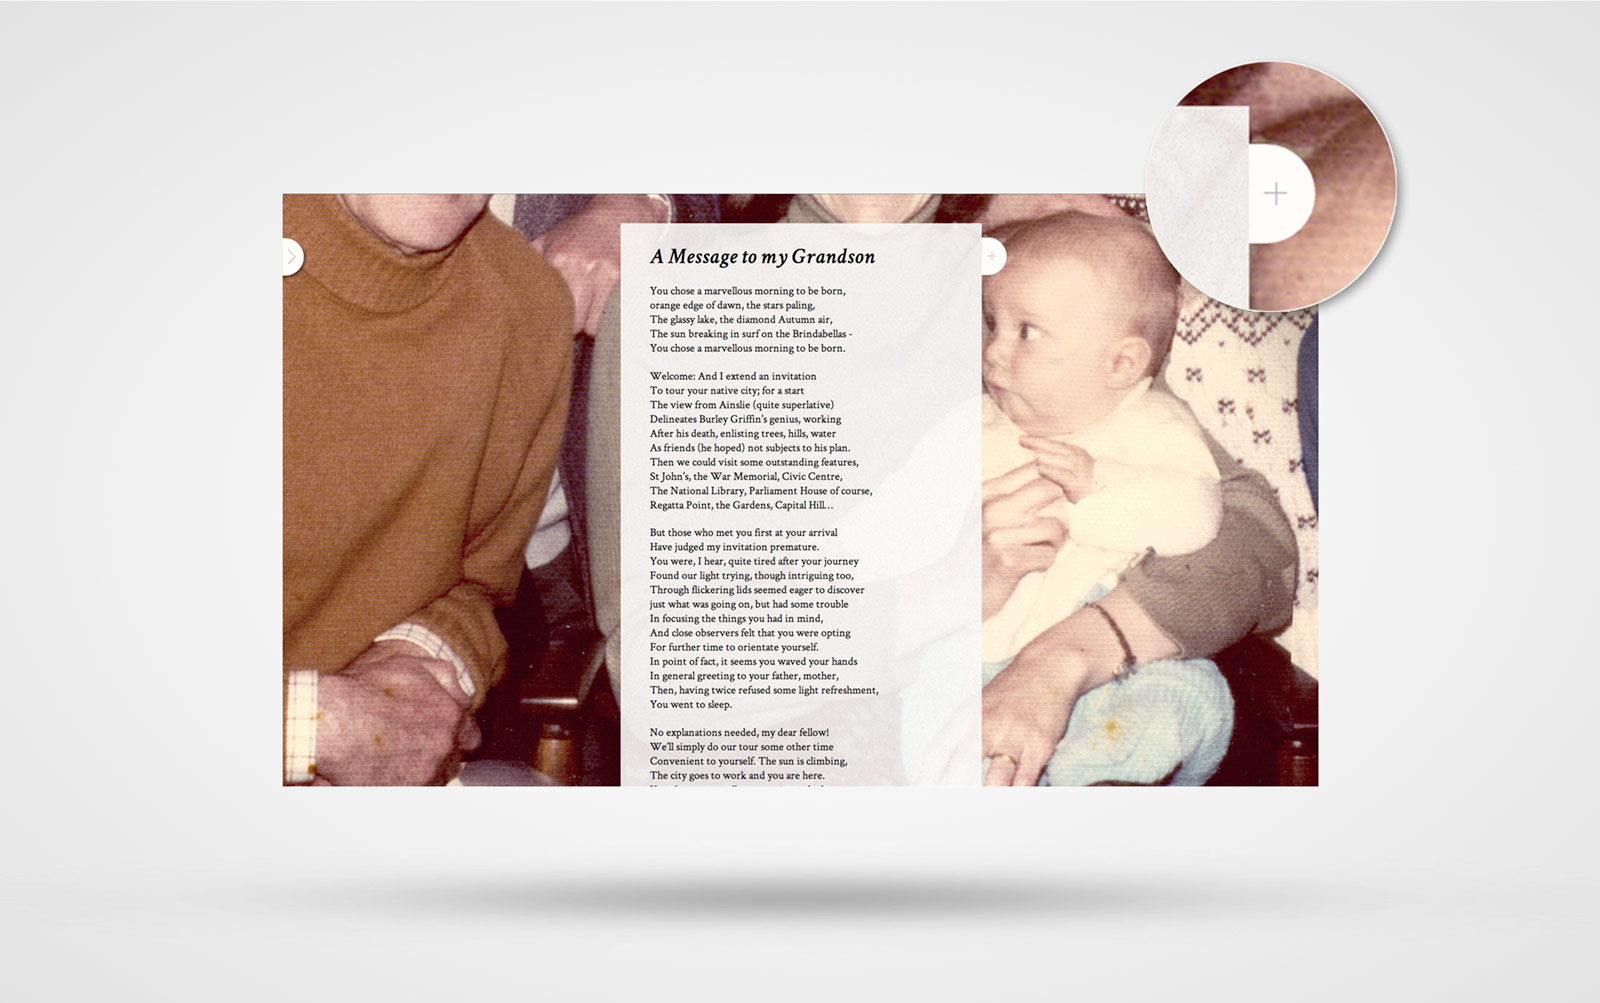 A Message to my Grandson
You chose a marvellous morning to be born,
orange edge of dawn, the stars paling,
The glassy lake, the diamond Autumn air,
The sun breaking in surf on the Brindabellas -
You chose a marvellous morning to be born.
Welcome: And I extend an invitation
To tour your native city; for a start
The view from Ainslie (quite superlative)
Delineates Burley Griffin's genius, working
After his death, enlisting trees, hills, water
As friends (he hoped) not subjects to his plan.
Then we could visit some outstanding features,
St John's, the War Memorial, Civic Centre,
The National Library, Parliament House of course,
Regatta Point, the Gardens, Capital Hill...
But those who met you first at your arrival
Have judged my invitation premature.
You were, I hear, quite tired after your journey
Found our light trying, though intriguing too,
Through flickering lids seemed eager to discover
just what was going on, but had some trouble
In focusing the things you had in mind,
And close observers felt that you were opting
For further time to orientate yourself.
In point of fact, it seems you waved your hands
In general greeting to your father, mother,
Then, having twice refused some light refreshment,
You went to sleep.
No explanations needed, my dear fellow!
We'll simply do our tour some other time
Convenient to yourself. The sun is climbing,
The city goes to work and you are here.